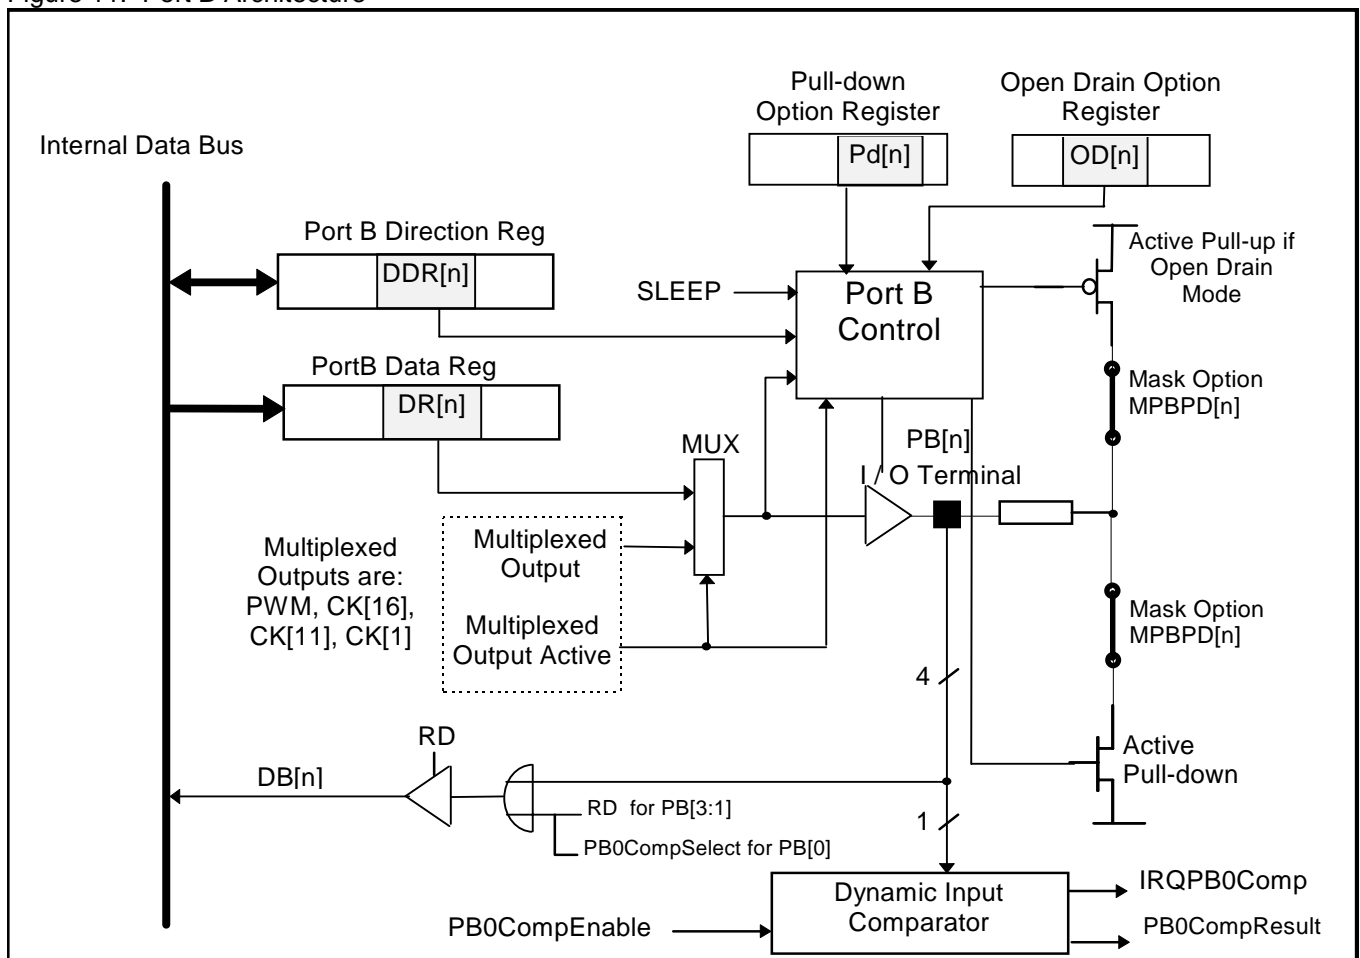 Pull-down
Option Register
Open Drain Option
Register
Internal Data Bus
Pd[n]
OD[n]
Port B Direction Reg
DDR[n]
SLEEP
Port B
Control
Active Pull-up if
Open Drain
Mode
PortB Data Reg
DR[n]
Mask Option
MPBPD[n]
MUX
PB[n]
I / O Terminal
Multiplexed
Outputs are:
PWM, CK[16],
CK[11], CK[1]
Multiplexed
Output
Multiplexed
Output Active
Mask Option
MPBPD[n]
4
RD
DB[n]
Active
Pull-down
RD for PB[3:1]
1
PB0CompSelect for PB[0]
Dynamic Input
Comparator
IRQPB0Comp
PB0CompEnable
PB0CompResult